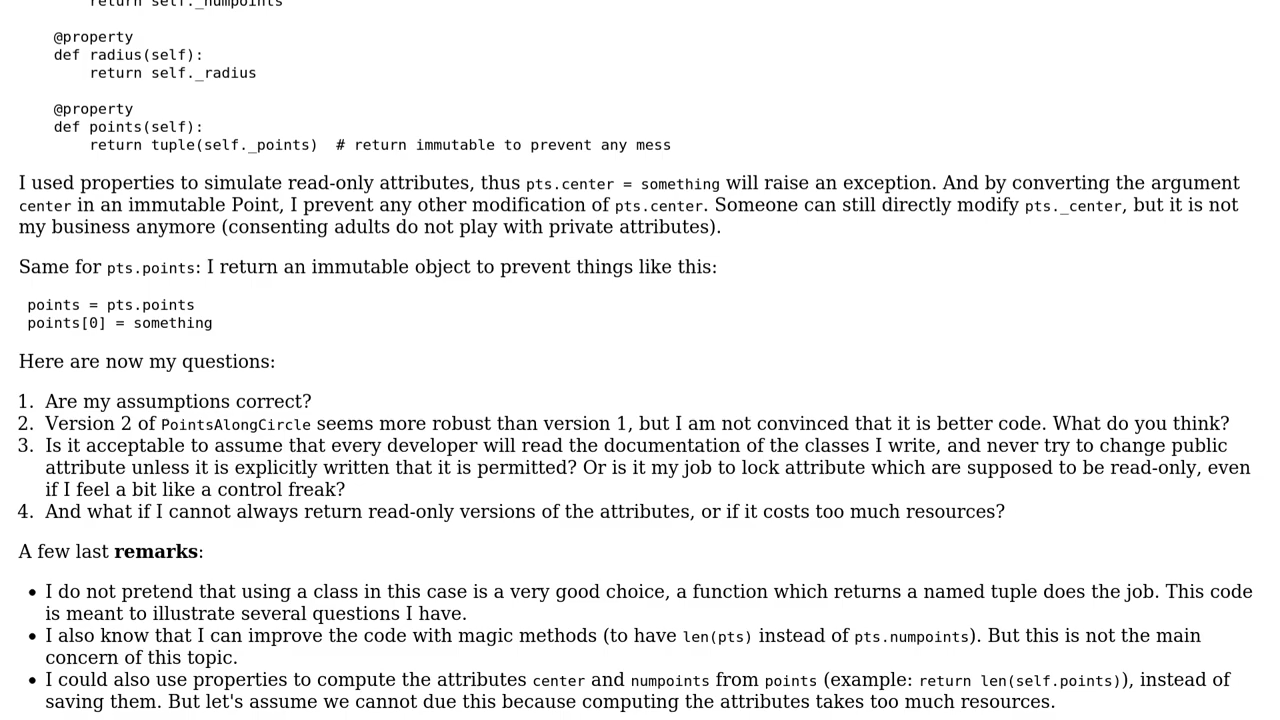 return self._numpoints
@property
def radius(self):
return self._radius
@property
def points(self):
return tuple(self._points)  # return immutable to prevent any mess
I used properties to simulate read-only attributes, thus pts.center = something will raise an exception. And by converting the argument
center in an immutable Point, I prevent any other modification of pts.center. Someone can still directly modify pts._center, but it is not
my business anymore (consenting adults do not play with private attributes).
Same for pts.points: I return an immutable object to prevent things like this:
points = pts.points
points[0] = something
Here are now my questions:
1. Are my assumptions correct?
2. Version 2 of PointsAlongCircle seems more robust than version 1, but I am not convinced that it is better code. What do you think?
3. Is it acceptable to assume that every developer will read the documentation of the classes I write, and never try to change public
attribute unless it is explicitly written that it is permitted? Or is it my job to lock attribute which are supposed to be read-only, even
if I feel a bit like a control freak?
4. And what if I cannot always return read-only versions of the attributes, or if it costs too much resources?
A few last remarks:
• I do not pretend that using a class in this case is a very good choice, a function which returns a named tuple does the job. This code
is meant to illustrate several questions I have.
• I also know that I can improve the code with magic methods (to have len(pts) instead of pts.numpoints). But this is not the main
concern of this topic.
• I could also use properties to compute the attributes center and numpoints from points (example: return len(self.points)), instead of
saving them. But let's assume we cannot due this because computing the attributes takes too much resources.